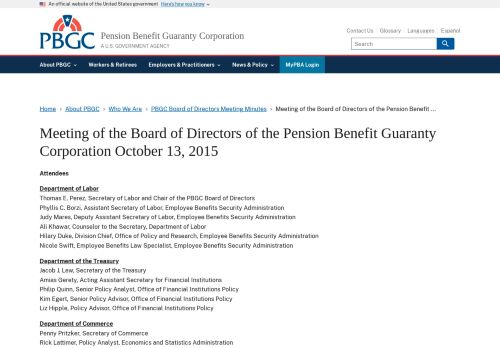 An official website of the United States government Here's how you know
PBGC
Pension Benefit Guaranty Corporation
A U.S. GOVERNMENT AGENCY
Contact Us Glossary Languages Español
Search
About PBGC Workers & Retirees Employers & Practitioners News & Policy MyPBA Login
Home About PBGC Who We Are PBGC Board of Directors Meeting Minutes Meeting of the Board of Directors of the Pension Benefit ...
Meeting of the Board of Directors of the Pension Benefit Guaranty
Corporation October 13, 2015
Attendees
Department of Labor
Thomas E. Perez, Secretary of Labor and Chair of the PBGC Board of Directors
Phyllis C. Borzi, Assistant Secretary of Labor, Employee Benefits Security Administration
Judy Mares, Deputy Assistant Secretary of Labor, Employee Benefits Security Administration
Ali Khawar, Counselor to the Secretary, Department of Labor
Hilary Duke, Division Chief, Office of Policy and Research, Employee Benefits Security Administration
Nicole Swift, Employee Benefits Law Specialist, Employee Benefits Security Administration
Department of the Treasury
Jacob J. Lew, Secretary of the Treasury
Amias Gerety, Acting Assistant Secretary for Financial Institutions
Philip Quinn, Senior Policy Analyst, Office of Financial Institutions Policy
Kim Egert, Senior Policy Advisor, Office of Financial Institutions Policy
Liz Hipple, Policy Advisor, Office of Financial Institutions Policy
Department of Commerce
Penny Pritzker, Secretary of Commerce
Rick Lattimer, Policy Analyst, Economics and Statistics Administration